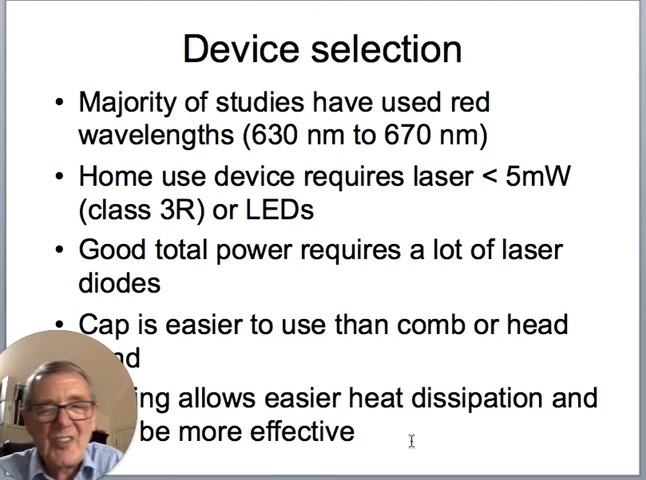 Device selection
• Majority of studies have used red
wavelengths (630 nm to 670 nm)
• Home use device requires laser < 5mW
(class 3R) or LEDs
• Good total power requires a lot of laser
diodes
• Cap is easier to use than comb or head
allows easier heat dissipation and
be more effective